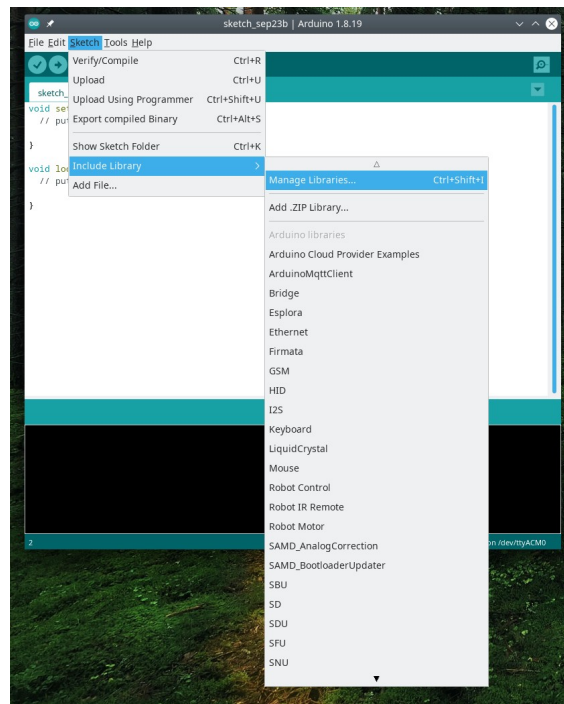 sketch_sep23b | Arduino 1.8.19
File Edit Sketch Tools Help
Verify/Compile Ctrl+R
Upload Ctrl+U
Upload Using Programmer Ctrl+Shift+U
Export compiled Binary Ctrl+Alt+S
Show Sketch Folder Ctrl+K
Include Library
Add File...
sketch_
void set
// put
}
void loo
// put
}
Manage Libraries... Ctrl+Shift+I
Add .ZIP Library...
Arduino libraries
Arduino Cloud Provider Examples
ArduinoMqttClient
Bridge
Esplora
Ethernet
Firmata
GSM
HID
I2S
Keyboard
LiquidCrystal
Mouse
Robot Control
Robot IR Remote
Robot Motor
SAMD_AnalogCorrection
SAMD_BootloaderUpdater
SBU
SD
SDU
SFU
SNU
2 on /dev/ttyACM0